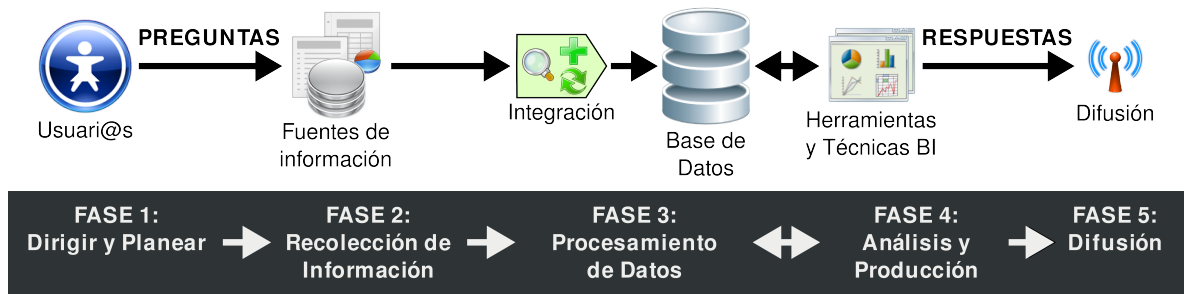 PREGUNTAS
RESPUESTAS
Usuari@s
Fuentes de
información
Integración
Base de
Datos
Herramientas
y Técnicas BI
Difusión
FASE 1:
Dirigir y Planear
FASE 2:
Recolección de
Información
FASE 3:
Procesamiento
de Datos
FASE 4:
Análisis y
Producción
FASE 5:
Difusión